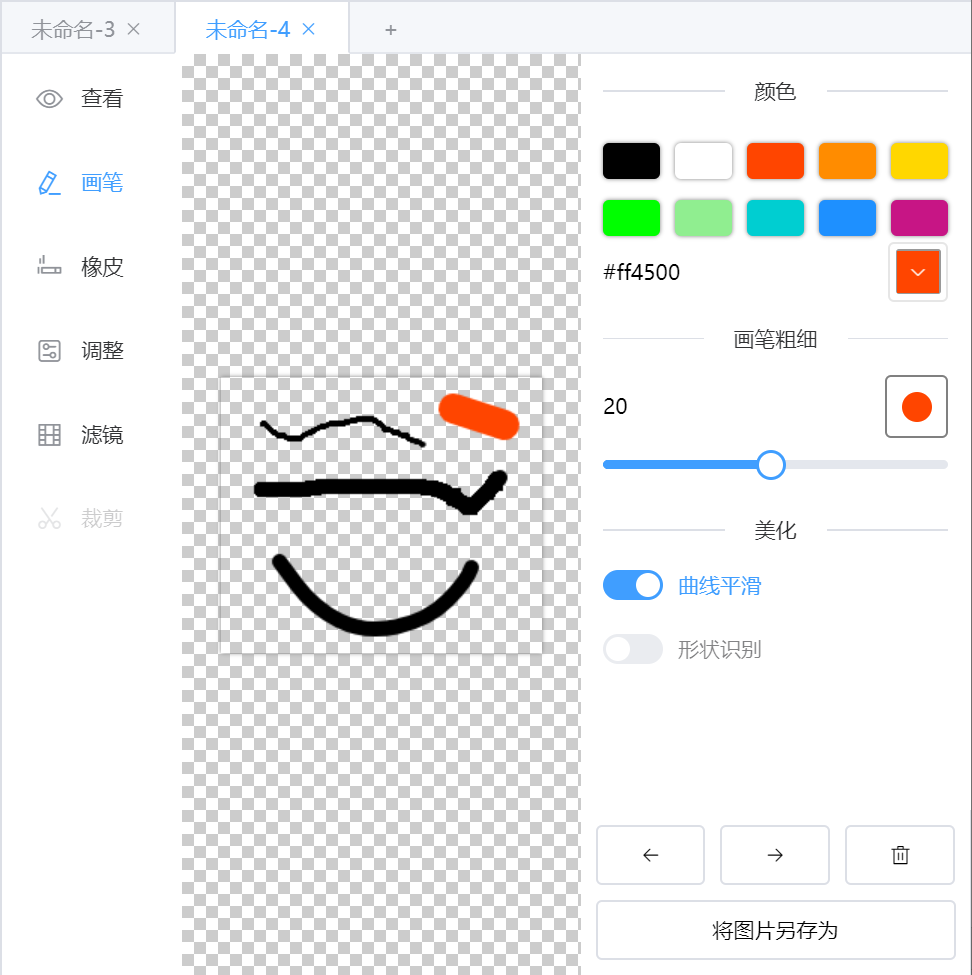 未命名-3
未命名-4
查看
画笔
橡皮
调整
滤镜
裁剪
颜色
#ff4500
画笔粗细
20
美化
曲线平滑
形状识别
将图片另存为